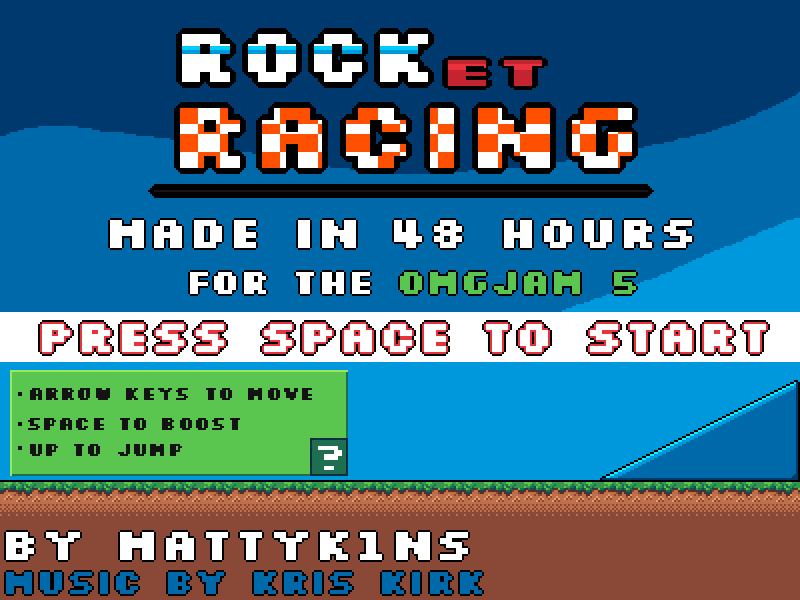 ROCKET
RACING
MADE IN 48 HOURS
FOR THE OMGJAM 5
PRESS SPACE TO START
·ARROW KEYS TO MOVE
·SPACE TO BOOST
·UP TO JUMP
?
BY MATTYK1NS
MUSIC BY KRIS KIRK